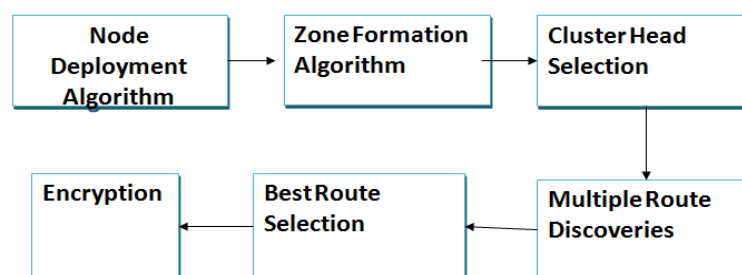 Node
Deployment
Algorithm
Zone Formation
Algorithm
Cluster Head
Selection
Multiple Route
Discoveries
Best Route
Selection
Encryption